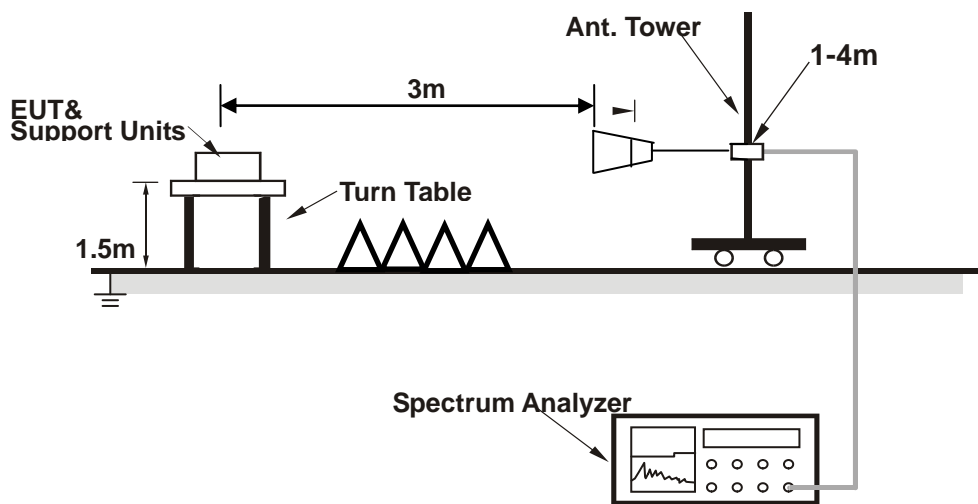 Ant. Tower
1-4m
3m
EUT&
Support Units
Turn Table
1.5m
Spectrum Analyzer